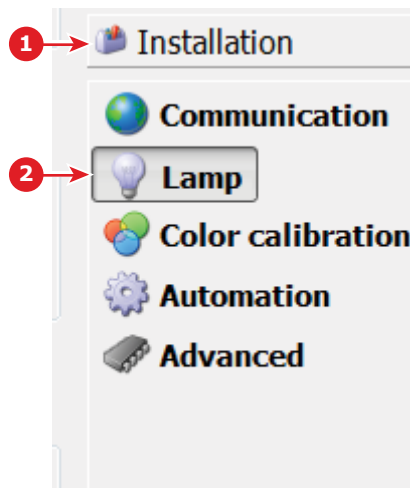 1 Installation
Communication
2 Lamp
Color calibration
Automation
Advanced